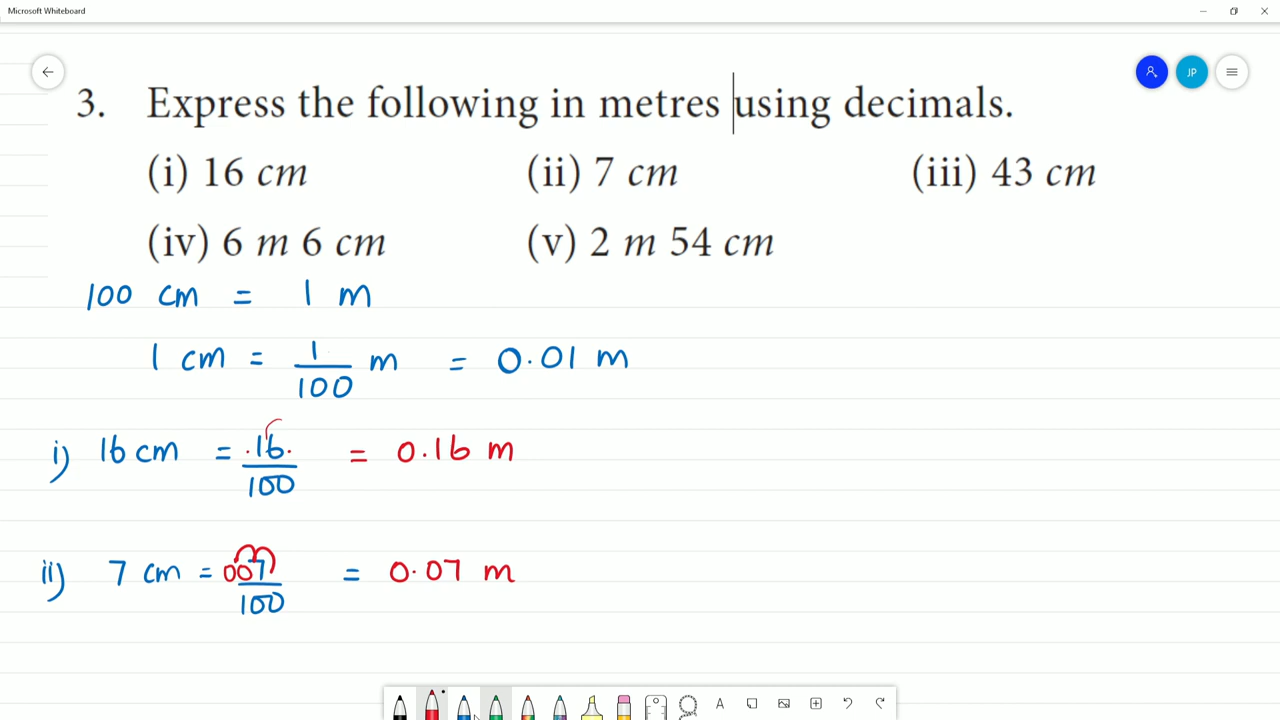 Microsoft Whiteboard
JP
3. Express the following in metres using decimals.
(i) 16 cm (ii) 7 cm (iii) 43 cm
(iv) 6 m 6 cm (v) 2 m 54 cm
100 cm = 1 m
1 cm = 1/100 m = 0.01 m
i) 16 cm = .16./100 = 0.16 m
ii) 7 cm = 007/100 = 0.07 m
A